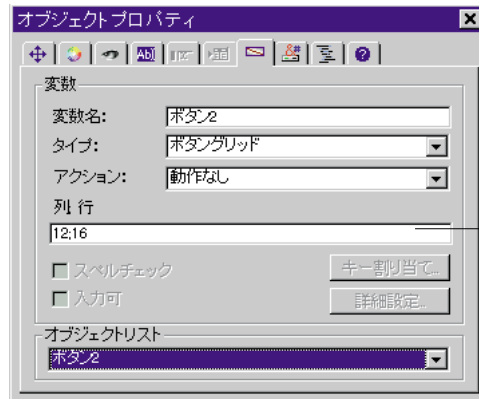 オブジェクトプロパティ
変数
変数名: ボタン2
タイプ: ボタングリッド
アクション: 動作なし
列 行
12;16
スペルチェック キー割り当て...
入力可 詳細設定...
オブジェクトリスト
ボタン2